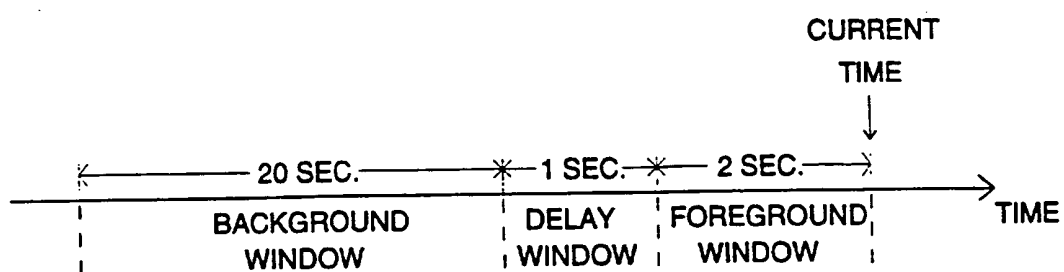 CURRENT
TIME
20 SEC.
1 SEC.
2 SEC.
TIME
BACKGROUND
WINDOW
DELAY
WINDOW
FOREGROUND
WINDOW